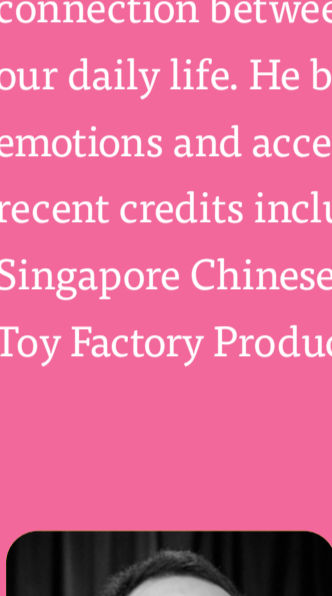 connection betwee
our daily life. He b
emotions and acce
recent credits inclu
Singapore Chinese
Toy Factory Produc